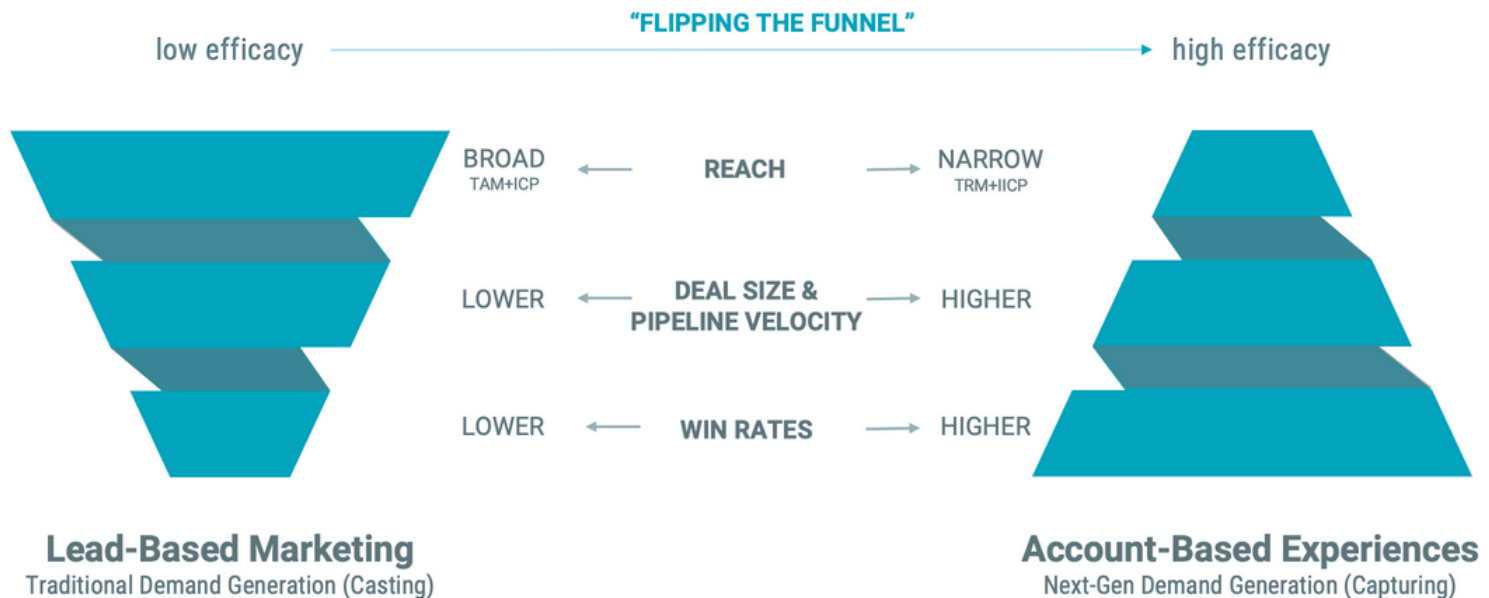 “FLIPPING THE FUNNEL”
low efficacy
high efficacy
BROAD
TAM+ICP
REACH
NARROW
TRM+IICP
LOWER
DEAL SIZE &
PIPELINE VELOCITY
HIGHER
LOWER
WIN RATES
HIGHER
Lead-Based Marketing
Traditional Demand Generation (Casting)
Account-Based Experiences
Next-Gen Demand Generation (Capturing)